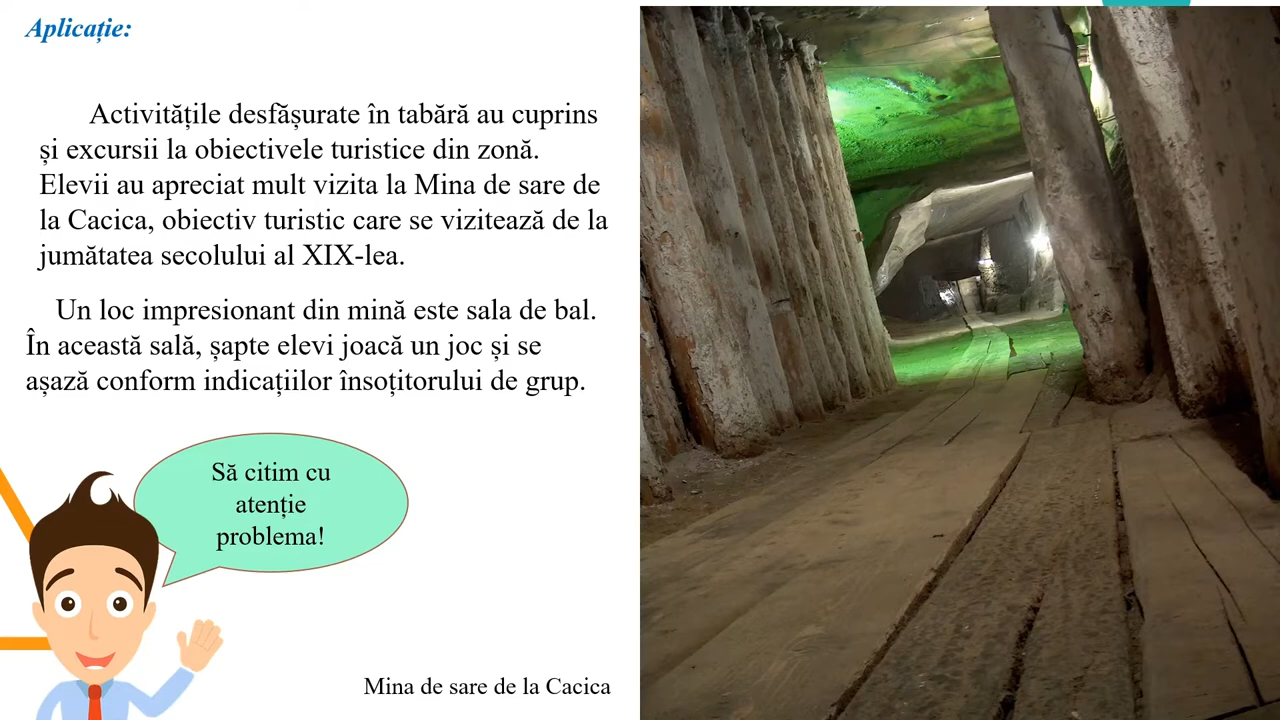 Aplicație:
Activitățile desfășurate în tabără au cuprins
și excursii la obiectivele turistice din zonă.
Elevii au apreciat mult vizita la Mina de sare de
la Cacica, obiectiv turistic care se vizitează de la
jumătatea secolului al XIX-lea.
Un loc impresionant din mină este sala de bal.
În această sală, șapte elevi joacă un joc și se
așază conform indicațiilor însoțitorului de grup.
Să citim cu
atenție
problema!
Mina de sare de la Cacica